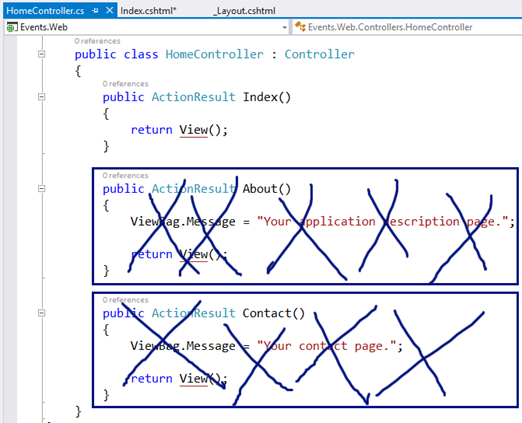 HomeController.cs
Index.cshtml*
_Layout.cshtml
Events.Web
Events.Web.Controllers.HomeController
0 references
public class HomeController : Controller
{
0 references
public ActionResult Index()
{
return View();
}
0 references
public ActionResult About()
{
ViewBag.Message = "Your application description page.";
return View();
}
0 references
public ActionResult Contact()
{
ViewBag.Message = "Your contact page.";
return View();
}
}